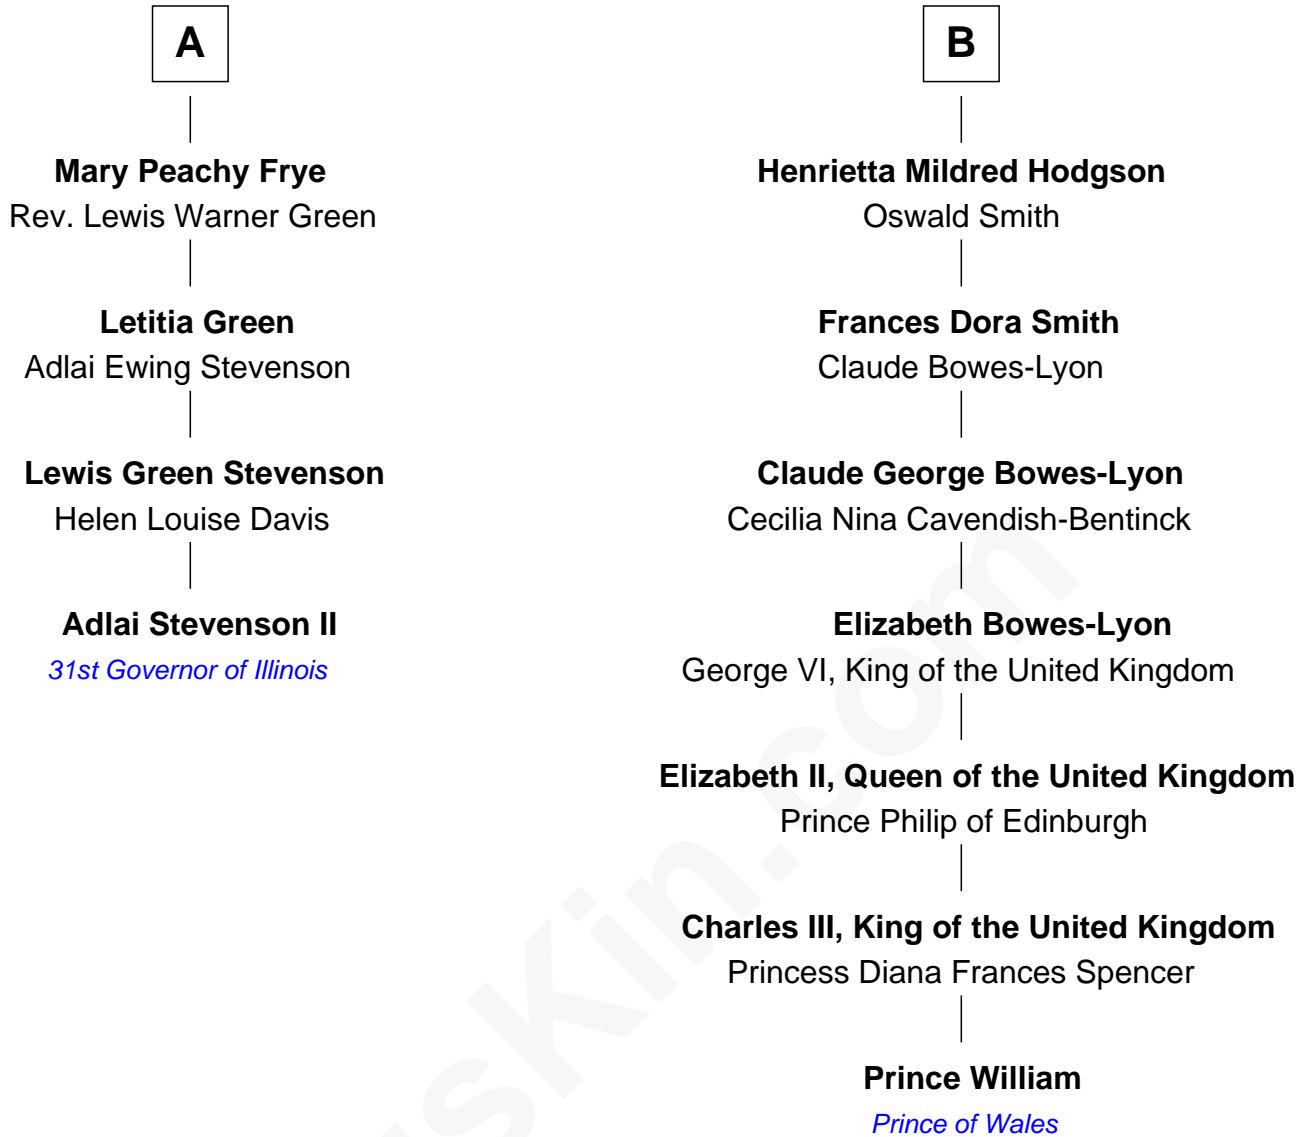 A
Mary Peachy Frye
Rev. Lewis Warner Green
Letitia Green
Adlai Ewing Stevenson
Lewis Green Stevenson
Helen Louise Davis
Adlai Stevenson II
31st Governor of Illinois
B
Henrietta Mildred Hodgson
Oswald Smith
Frances Dora Smith
Claude Bowes-Lyon
Claude George Bowes-Lyon
Cecilia Nina Cavendish-Bentinck
Elizabeth Bowes-Lyon
George VI, King of the United Kingdom
Elizabeth II, Queen of the United Kingdom
Prince Philip of Edinburgh
Charles III, King of the United Kingdom
Princess Diana Frances Spencer
Prince William
Prince of Wales